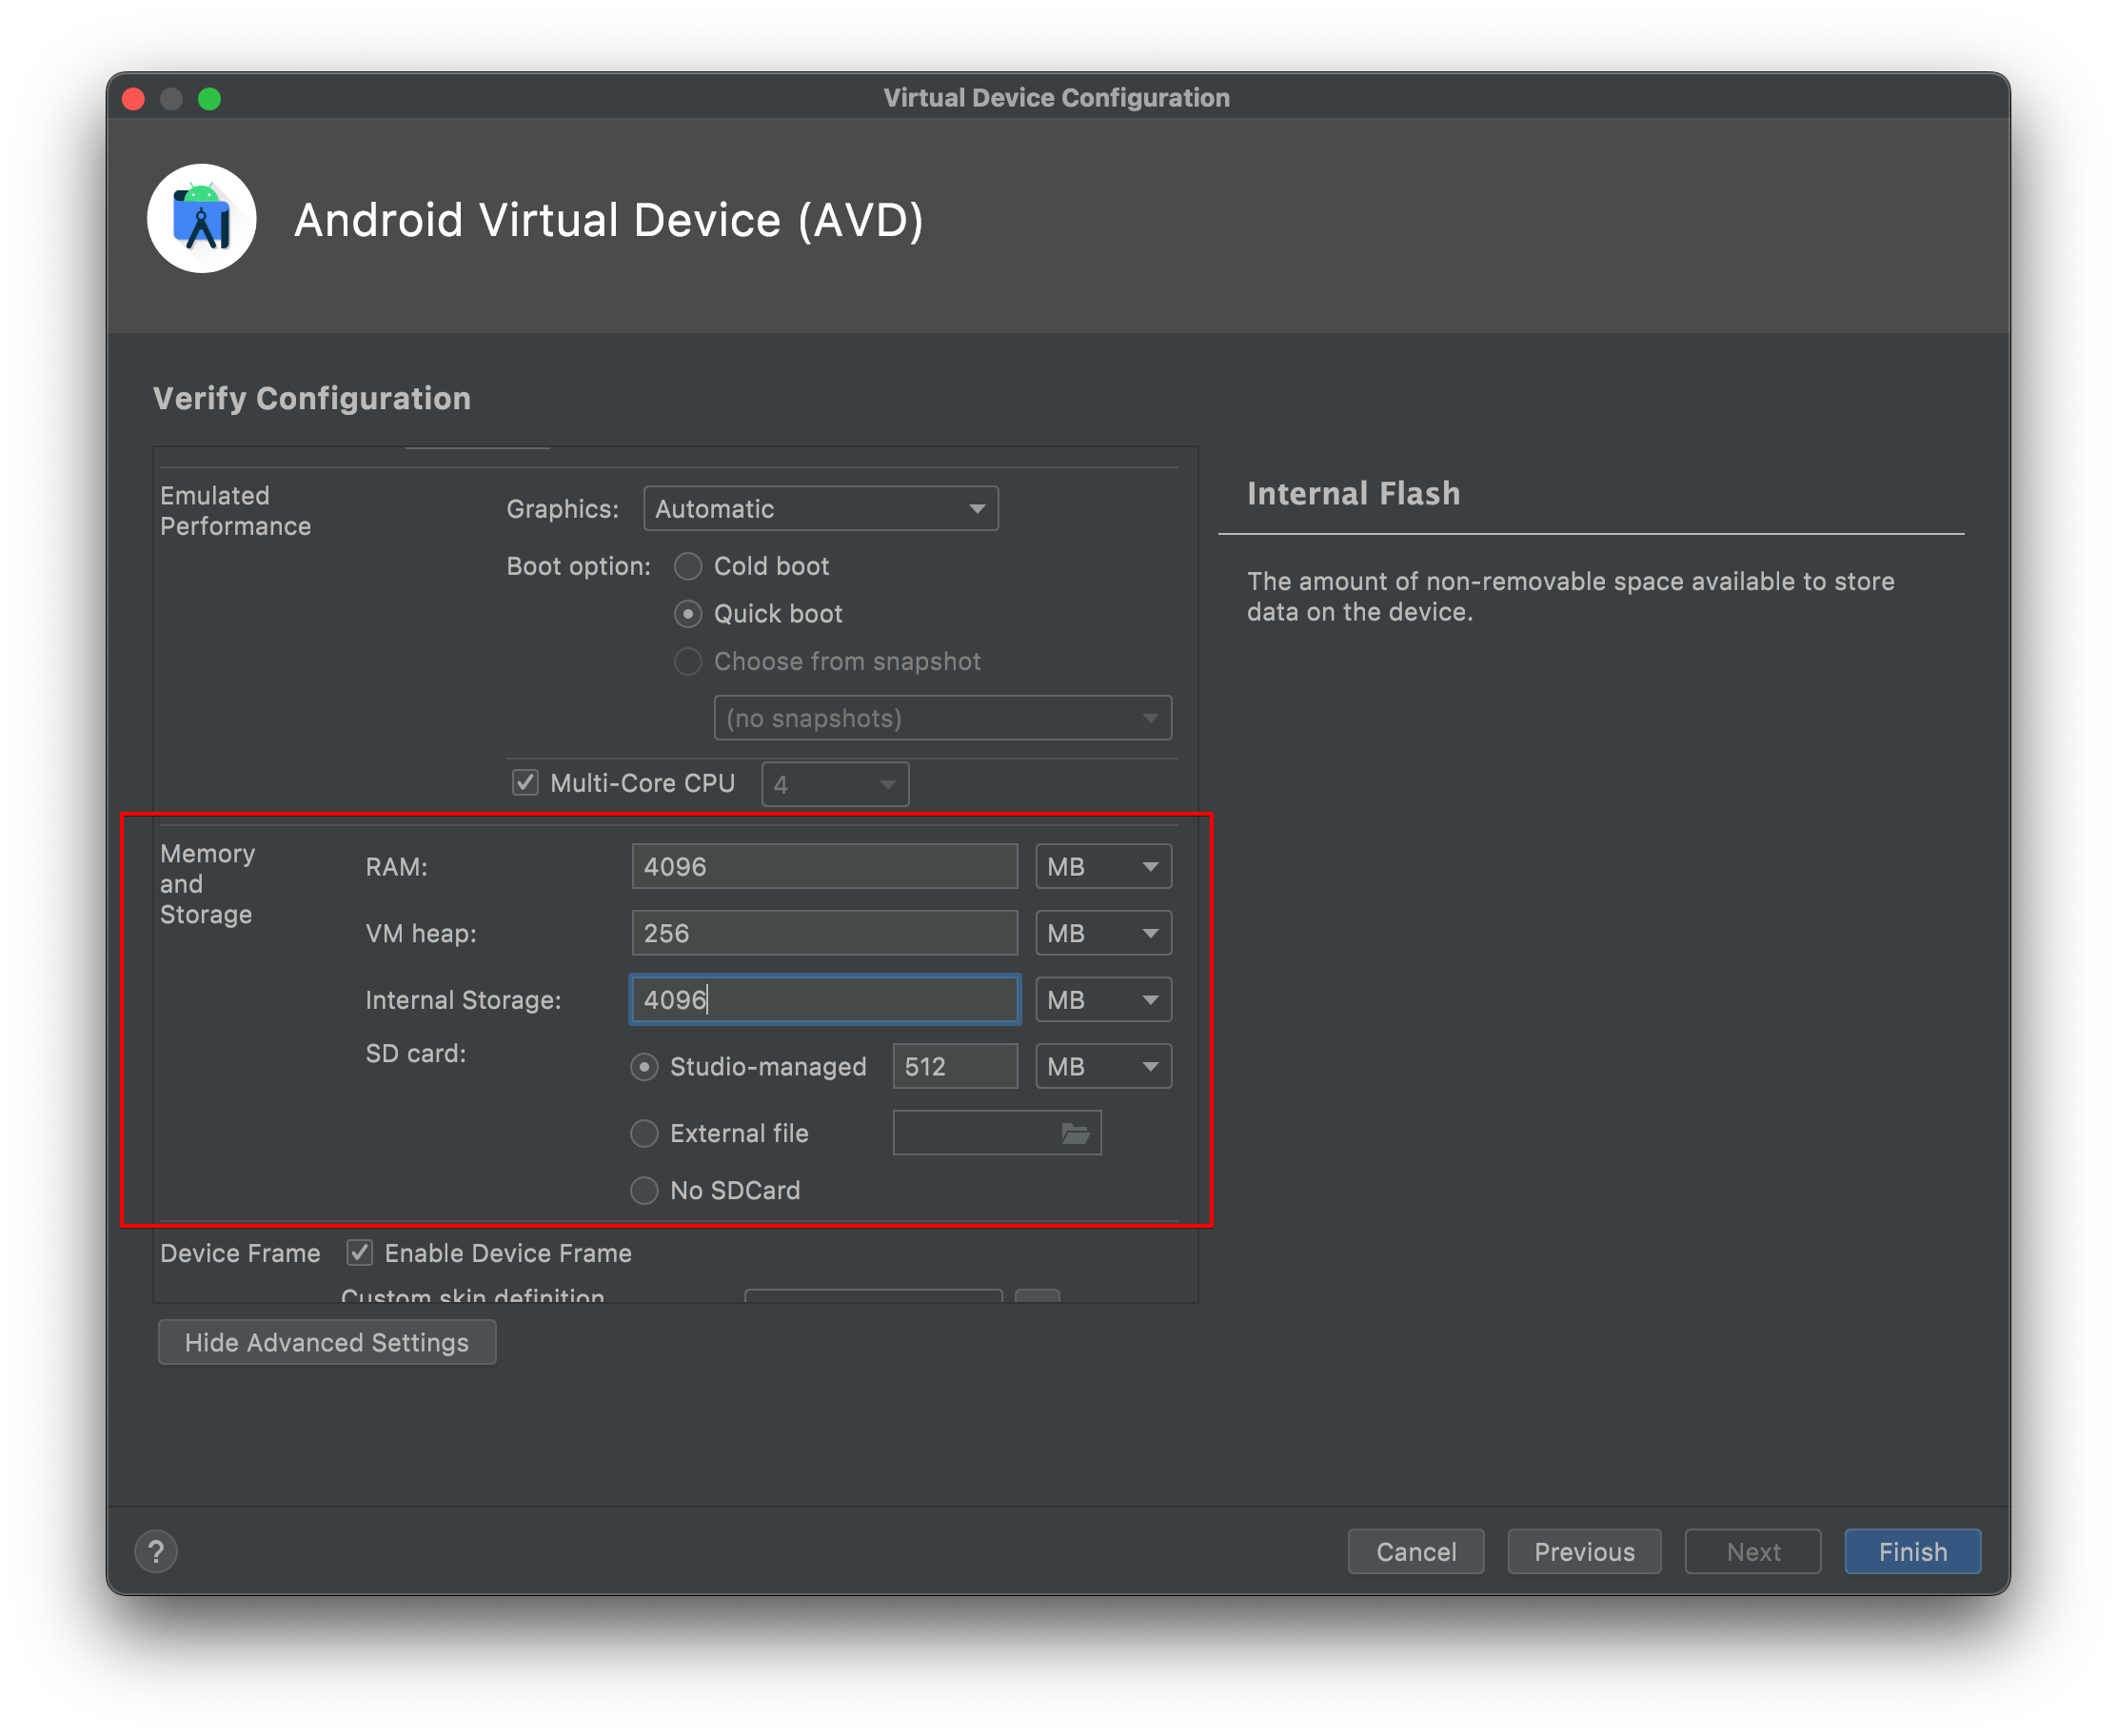 Virtual Device Configuration
Android Virtual Device (AVD)
Verify Configuration
Emulated
Performance
Graphics: Automatic
Boot option: Cold boot
Quick boot
Choose from snapshot
(no snapshots)
Multi-Core CPU 4
Memory
and
Storage
RAM: 4096 MB
VM heap: 256 MB
Internal Storage: 4096 MB
SD card:
Studio-managed 512 MB
External file
No SDCard
Device Frame Enable Device Frame
Custom skin definition
Hide Advanced Settings
Internal Flash
The amount of non-removable space available to store
data on the device.
? Cancel Previous Next Finish